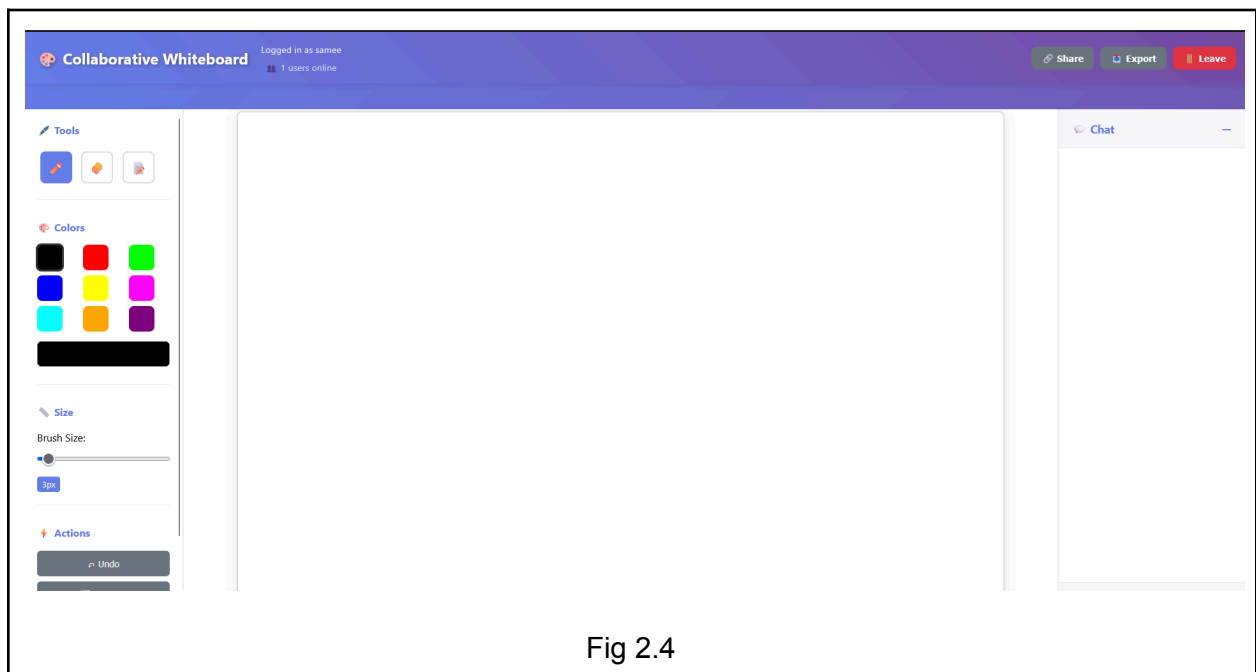 Collaborative Whiteboard
Logged in as samee
1 users online
Share
Export
Leave
Tools
Colors
Size
Brush Size:
3px
Actions
Undo
Chat
Fig 2.4